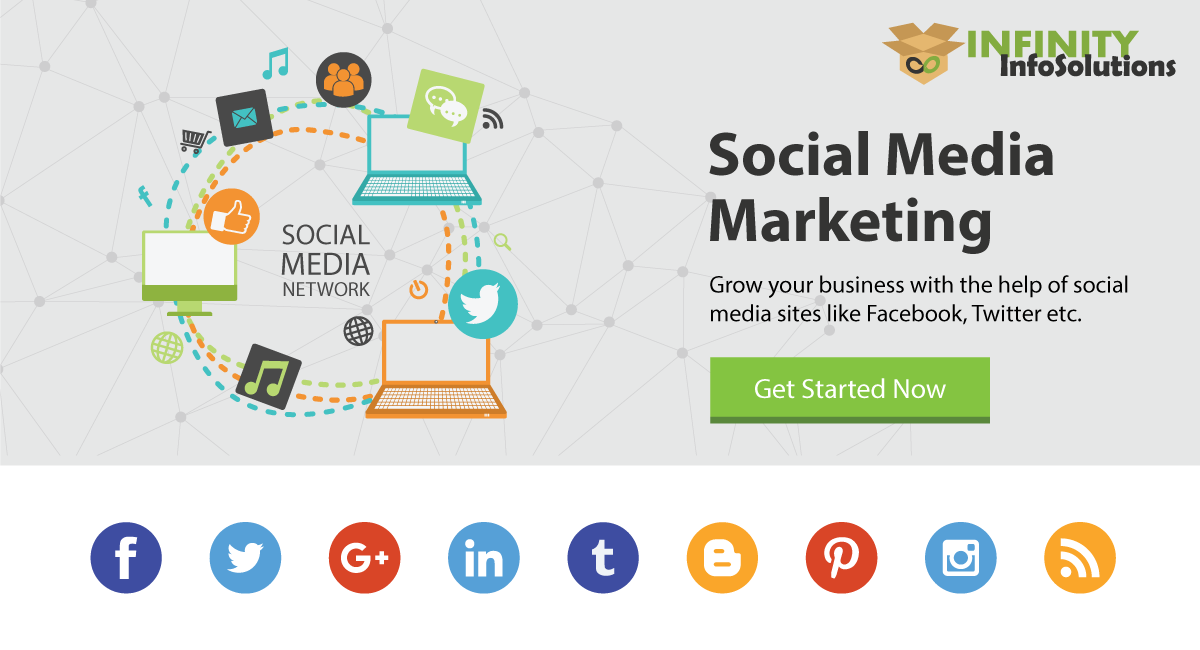 INFINITY
InfoSolutions
Social Media
Marketing
Grow your business with the help of social
media sites like Facebook, Twitter etc.
Get Started Now
SOCIAL
MEDIA
NETWORK
f
f
G+
in
t
B